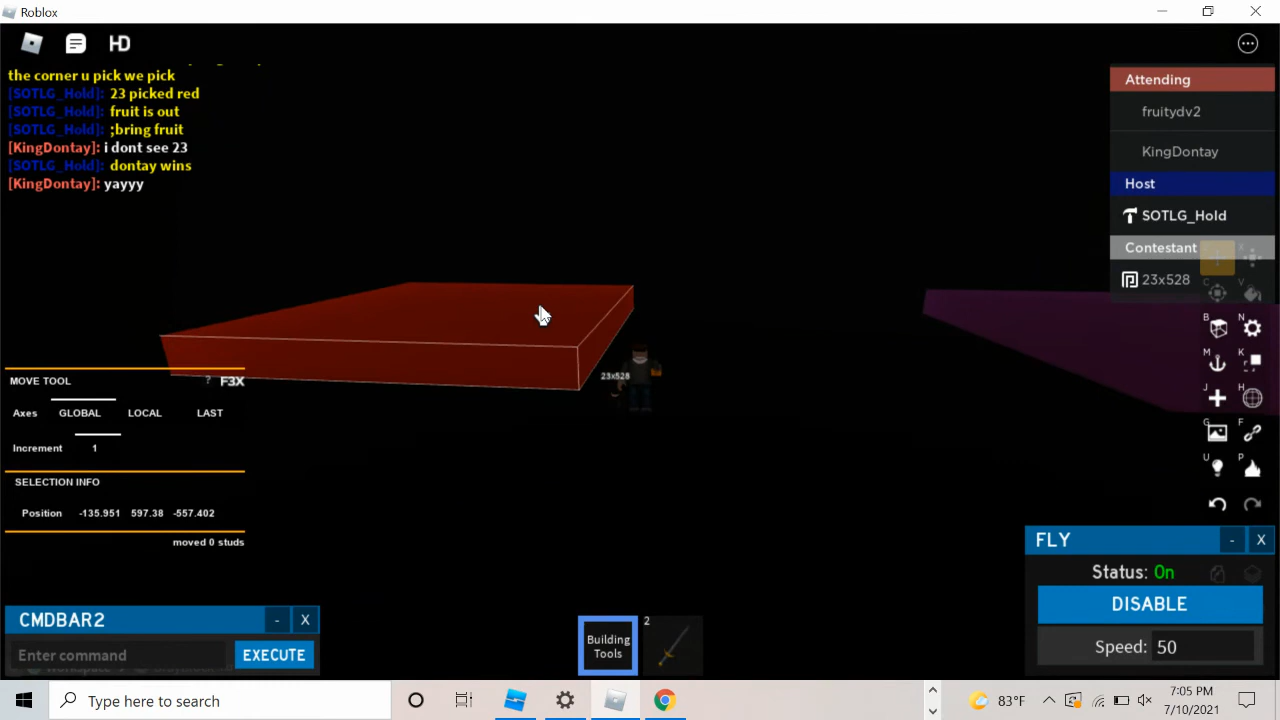 Roblox
HD
the corner u pick we pick
[SOTLG_Hold]: 23 picked red
[SOTLG_Hold]: fruit is out
[SOTLG_Hold]: ;bring fruit
[KingDontay]: i dont see 23
[SOTLG_Hold]: dontay wins
[KingDontay]: yayyy
Attending
fruitydv2
KingDontay
Host
SOTLG_Hold
Contestant
23x528
X
C V
B N
M K
J H
G F
U P
23x528
MOVE TOOL ? F3X
Axes GLOBAL LOCAL LAST
Increment 1
SELECTION INFO
Position -135.951 597.38 -557.402
moved 0 studs
FLY - X
Status: On
DISABLE
Speed: 50
CMDBAR2 - X
Enter command EXECUTE
Building
Tools
2
Type here to search
83°F
7:05 PM
7/10/2021